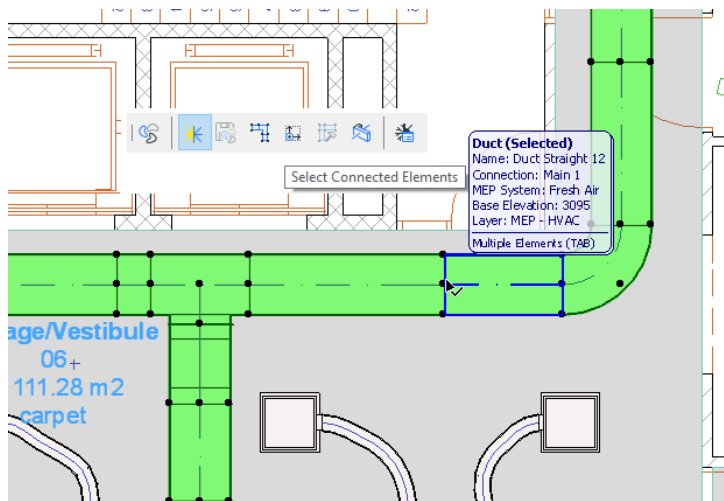 Select Connected Elements
Duct (Selected)
Name: Duct Straight 12
Connection: Main 1
MEP System: Fresh Air
Base Elevation: 3095
Layer: MEP - HVAC
Multiple Elements (TAB)
age/Vestibule
06
111.28 m2
carpet